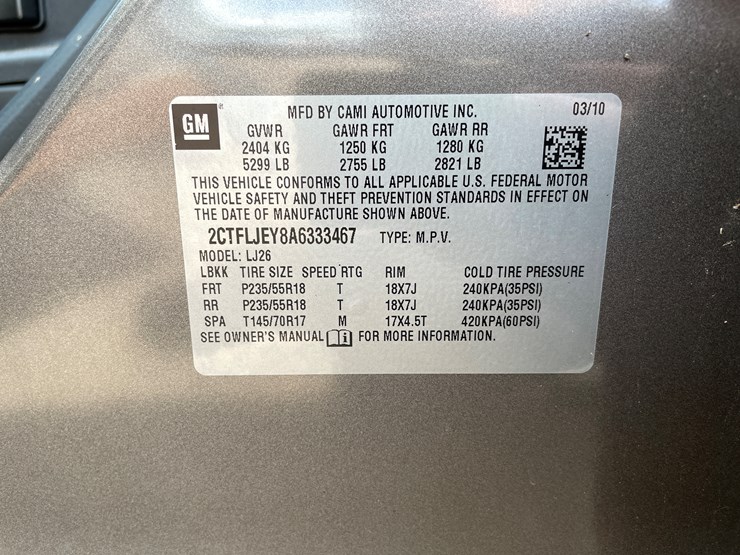 GM ® MFD BY CAMI AUTOMOTIVE INC. 03/10
GVWR GAWR FRT GAWR RR
2404 KG 1250 KG 1280 KG
5299 LB 2755 LB 2821 LB
THIS VEHICLE CONFORMS TO ALL APPLICABLE U.S. FEDERAL MOTOR
VEHICLE SAFETY AND THEFT PREVENTION STANDARDS IN EFFECT ON
THE DATE OF MANUFACTURE SHOWN ABOVE.
2CTFLJEY8A6333467 TYPE: M.P.V.
MODEL: LJ26
LBKK TIRE SIZE SPEED RTG RIM COLD TIRE PRESSURE
FRT P235/55R18 T 18X7J 240KPA(35PSI)
RR P235/55R18 T 18X7J 240KPA(35PSI)
SPA T145/70R17 M 17X4.5T 420KPA(60PSI)
SEE OWNER'S MANUAL i FOR MORE INFORMATION.